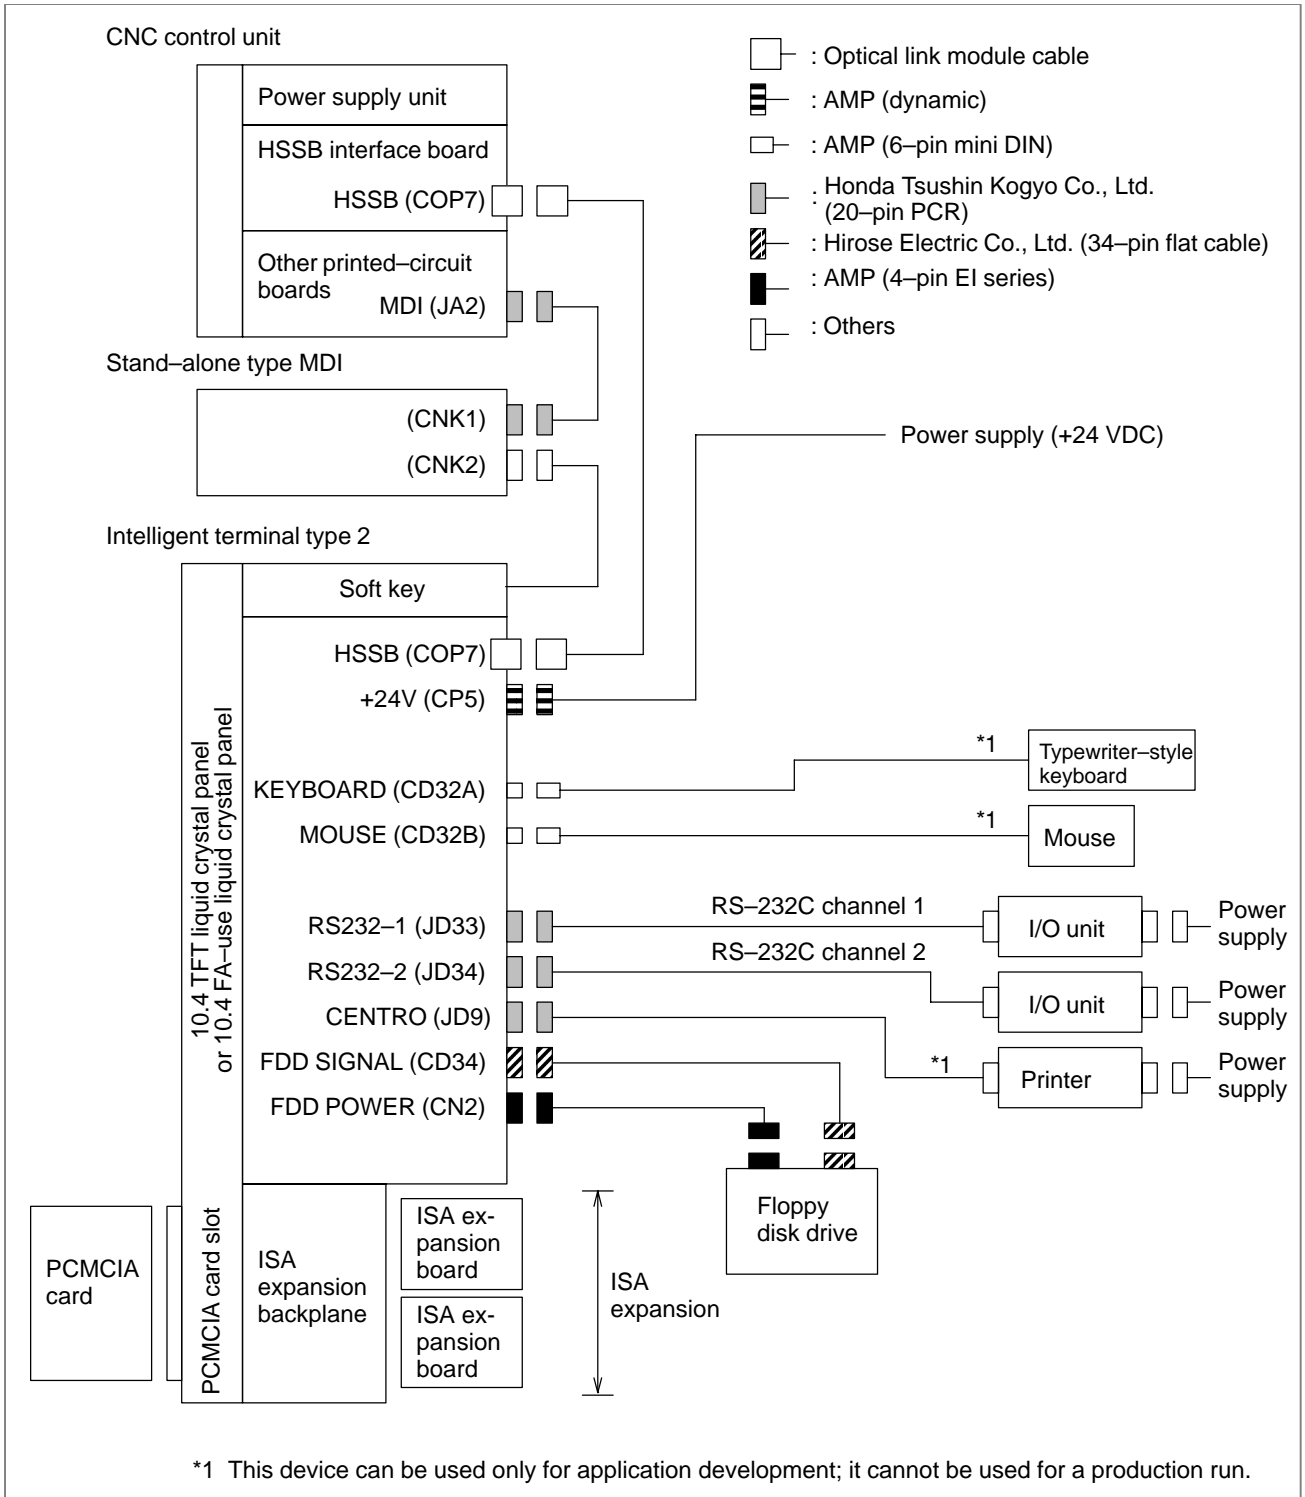 CNC control unit
Power supply unit
HSSB interface board
HSSB (COP7)
Other printed–circuit
boards
MDI (JA2)
: Optical link module cable
: AMP (dynamic)
: AMP (6–pin mini DIN)
: Honda Tsushin Kogyo Co., Ltd.
(20–pin PCR)
: Hirose Electric Co., Ltd. (34–pin flat cable)
: AMP (4–pin EI series)
: Others
Stand–alone type MDI
(CNK1)
(CNK2)
Power supply (+24 VDC)
Intelligent terminal type 2
Soft key
HSSB (COP7)
+24V (CP5)
KEYBOARD (CD32A)
MOUSE (CD32B)
RS232–1 (JD33)
RS232–2 (JD34)
CENTRO (JD9)
FDD SIGNAL (CD34)
FDD POWER (CN2)
10.4 TFT liquid crystal panel
or 10.4 FA–use liquid crystal panel
*1
Typewriter–style
keyboard
*1
Mouse
RS–232C channel 1
I/O unit
Power
supply
RS–232C channel 2
I/O unit
Power
supply
*1
Printer
Power
supply
Floppy
disk drive
PCMCIA
card
PCMCIA card slot
ISA
expansion
backplane
ISA ex-
pansion
board
ISA ex-
pansion
board
ISA
expansion
*1 This device can be used only for application development; it cannot be used for a production run.